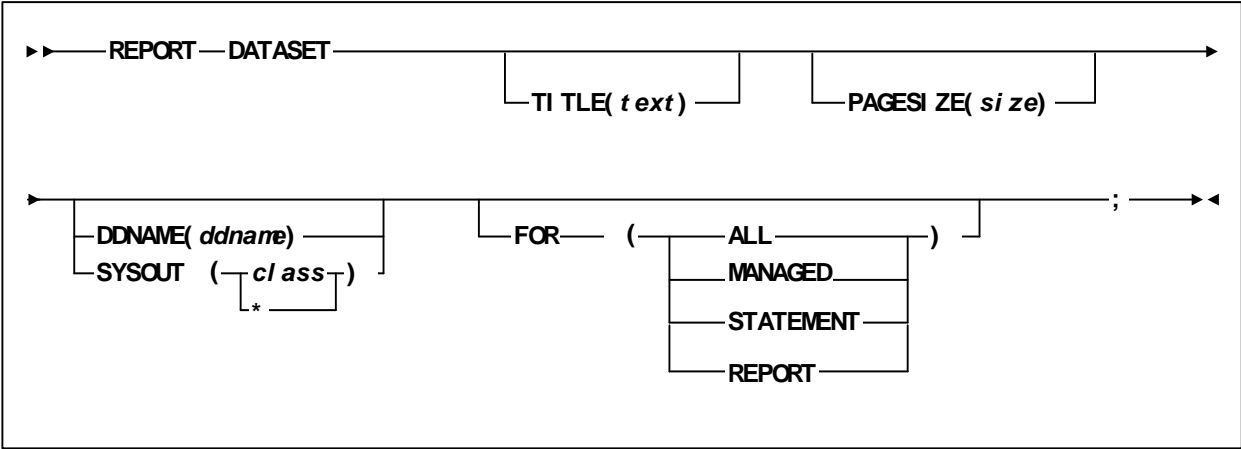 REPORT DATASET
TITLE(text) PAGESIZE(size)
DDNAME(ddname) FOR ( ALL ) ;
SYSOUT (class)
MANAGED
*
STATEMENT
REPORT